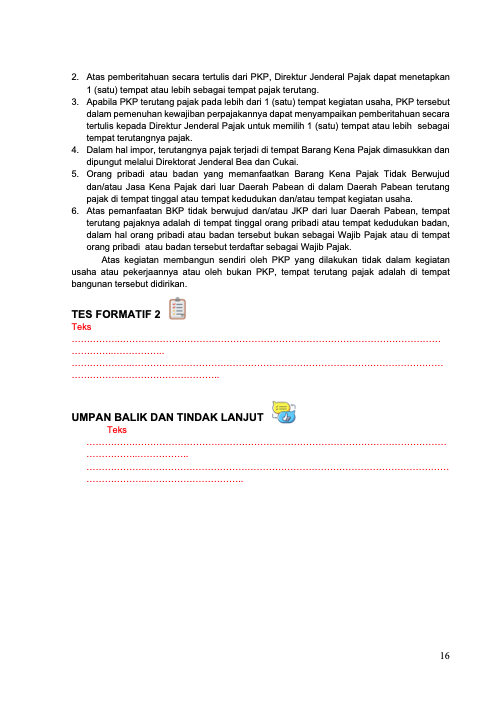 2. Atas pemberitahuan secara tertulis dari PKP, Direktur Jenderal Pajak dapat menetapkan
1 (satu) tempat atau lebih sebagai tempat pajak terutang.
3. Apabila PKP terutang pajak pada lebih dari 1 (satu) tempat kegiatan usaha, PKP tersebut
dalam pemenuhan kewajiban perpajakannya dapat menyampaikan pemberitahuan secara
tertulis kepada Direktur Jenderal Pajak untuk memilih 1 (satu) tempat atau lebih sebagai
tempat terutangnya pajak.
4. Dalam hal impor, terutangnya pajak terjadi di tempat Barang Kena Pajak dimasukkan dan
dipungut melalui Direktorat Jenderal Bea dan Cukai.
5. Orang pribadi atau badan yang memanfaatkan Barang Kena Pajak Tidak Berwujud
dan/atau Jasa Kena Pajak dari luar Daerah Pabean di dalam Daerah Pabean terutang
pajak di tempat tinggal atau tempat kedudukan dan/atau tempat kegiatan usaha.
6. Atas pemanfaatan BKP tidak berwujud dan/atau JKP dari luar Daerah Pabean, tempat
terutang pajaknya adalah di tempat tinggal orang pribadi atau tempat kedudukan badan,
dalam hal orang pribadi atau badan tersebut bukan sebagai Wajib Pajak atau di tempat
orang pribadi atau badan tersebut terdaftar sebagai Wajib Pajak.
Atas kegiatan membangun sendiri oleh PKP yang dilakukan tidak dalam kegiatan
usaha atau pekerjaannya atau oleh bukan PKP, tempat terutang pajak adalah di tempat
bangunan tersebut didirikan.
TES FORMATIF 2
Teks
……………………………………………………………………………………………………………
………………………….
……………………………………………………………………………………………………………
…………………………………………..
UMPAN BALIK DAN TINDAK LANJUT
Teks
…………………………………………………………………………………………………………
…………………………….
…………………………………………………………………………………………………………
……………………………………………..
16